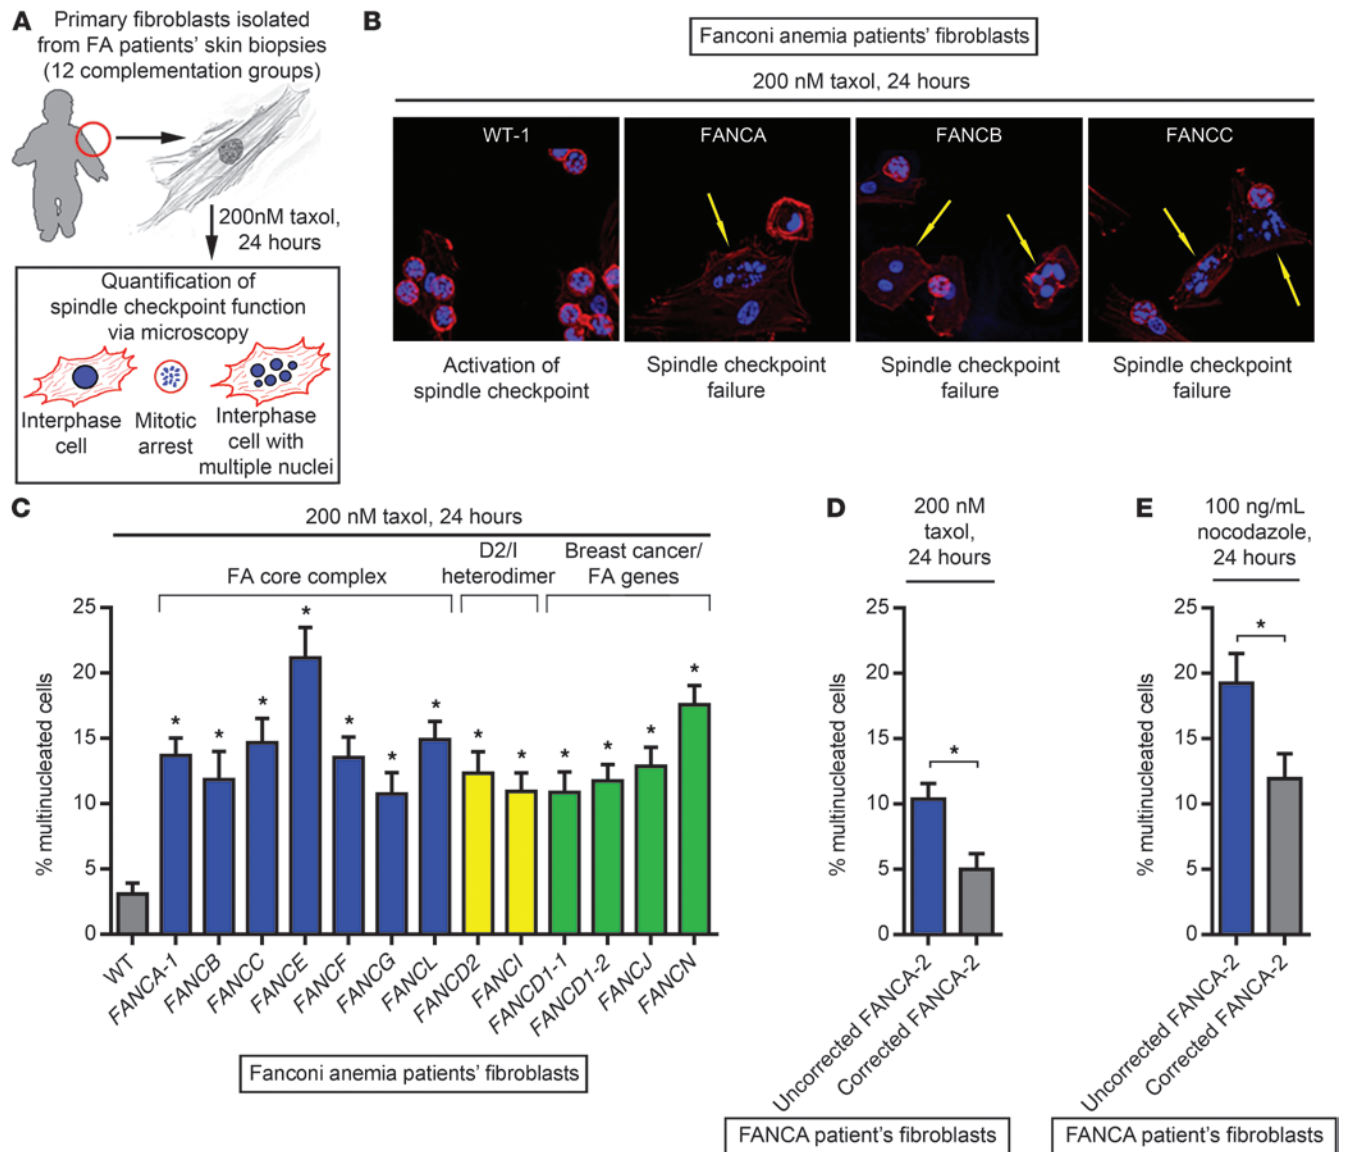 A
Primary fibroblasts isolated
from FA patients' skin biopsies
(12 complementation groups)
200nM taxol,
24 hours
Quantification of
spindle checkpoint function
via microscopy
Interphase
cell
Mitotic
arrest
Interphase
cell with
multiple nuclei
B
Fanconi anemia patients' fibroblasts
200 nM taxol, 24 hours
WT-1
FANCA
FANCB
FANCC
Activation of
spindle checkpoint
Spindle checkpoint
failure
Spindle checkpoint
failure
Spindle checkpoint
failure
C
200 nM taxol, 24 hours
FA core complex
D2/I
heterodimer
Breast cancer/
FA genes
% multinucleated cells
25
20
15
10
5
0
*
*
*
*
*
*
*
*
*
*
*
*
*
WT
FANCA-1
FANCB
FANCC
FANCE
FANCF
FANCG
FANCL
FANCD2
FANCI
FANCD1-1
FANCD1-2
FANCJ
FANCN
Fanconi anemia patients' fibroblasts
D
200 nM
taxol,
24 hours
% multinucleated cells
25
20
15
10
5
0
*
Uncorrected FANCA-2
Corrected FANCA-2
FANCA patient's fibroblasts
E
100 ng/mL
nocodazole,
24 hours
% multinucleated cells
25
20
15
10
5
0
*
Uncorrected FANCA-2
Corrected FANCA-2
FANCA patient's fibroblasts